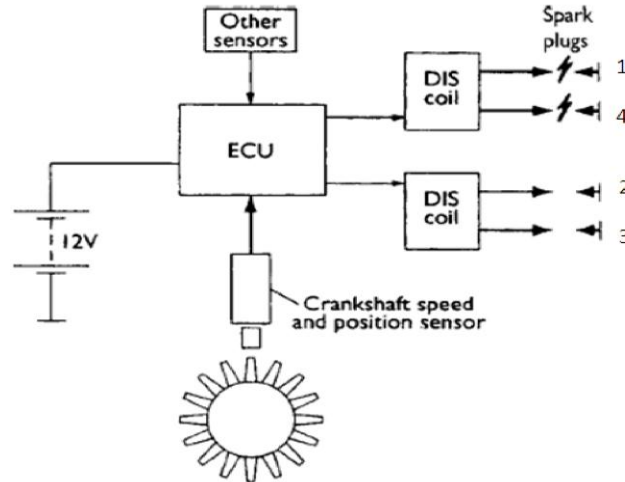 Other
sensors
Spark
plugs
DIS
coil
1
4
ECU
DIS
coil
2
3
12V
Crankshaft speed
and position sensor